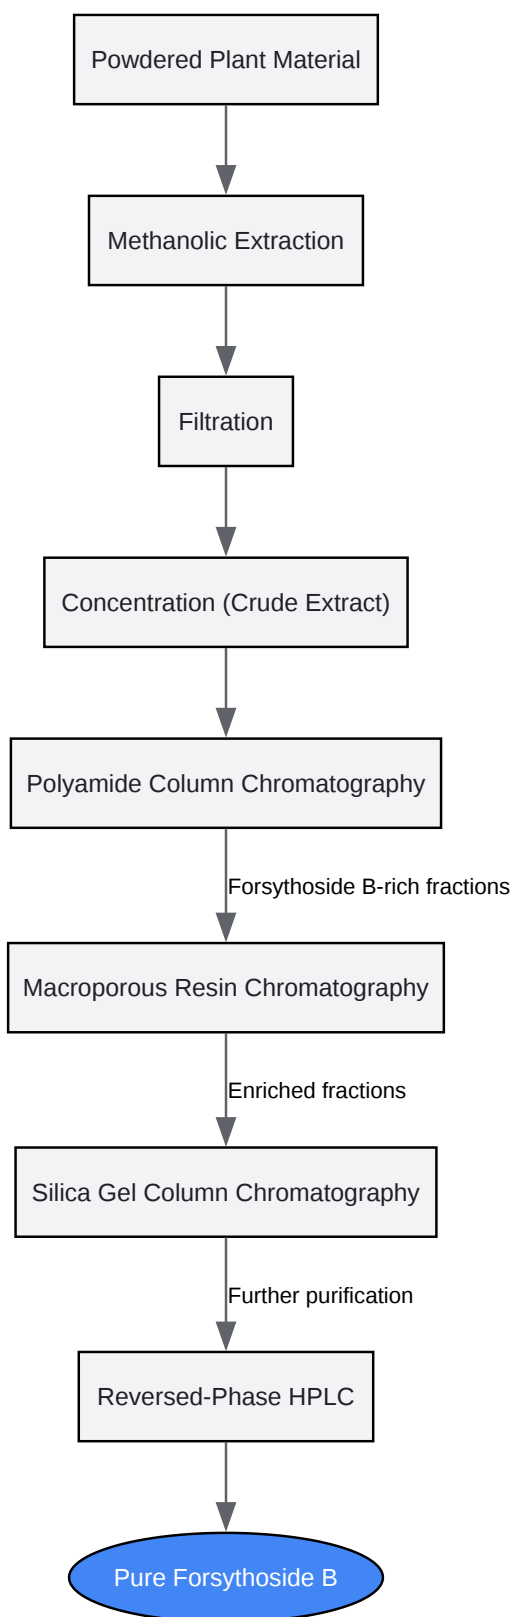 Powdered Plant Material
Methanolic Extraction
Filtration
Concentration (Crude Extract)
Polyamide Column Chromatography
Forsythoside B-rich fractions
Macroporous Resin Chromatography
Enriched fractions
Silica Gel Column Chromatography
Further purification
Reversed-Phase HPLC
Pure Forsythoside B